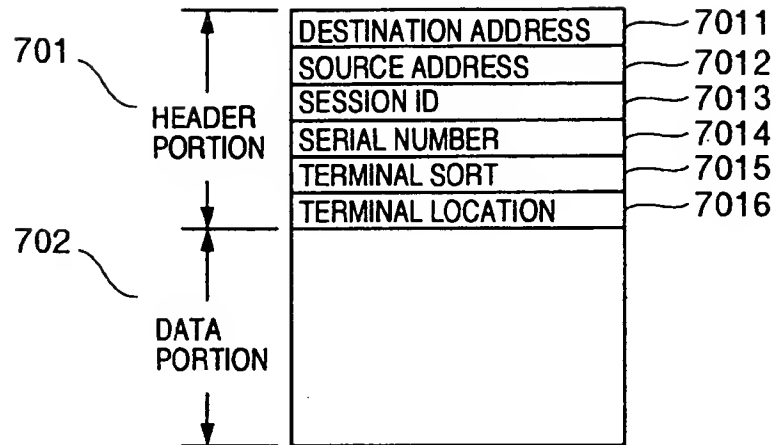 DESTINATION ADDRESS 7011
701 SOURCE ADDRESS 7012
SESSION ID 7013
HEADER PORTION SERIAL NUMBER 7014
TERMINAL SORT 7015
TERMINAL LOCATION 7016
702
DATA
PORTION